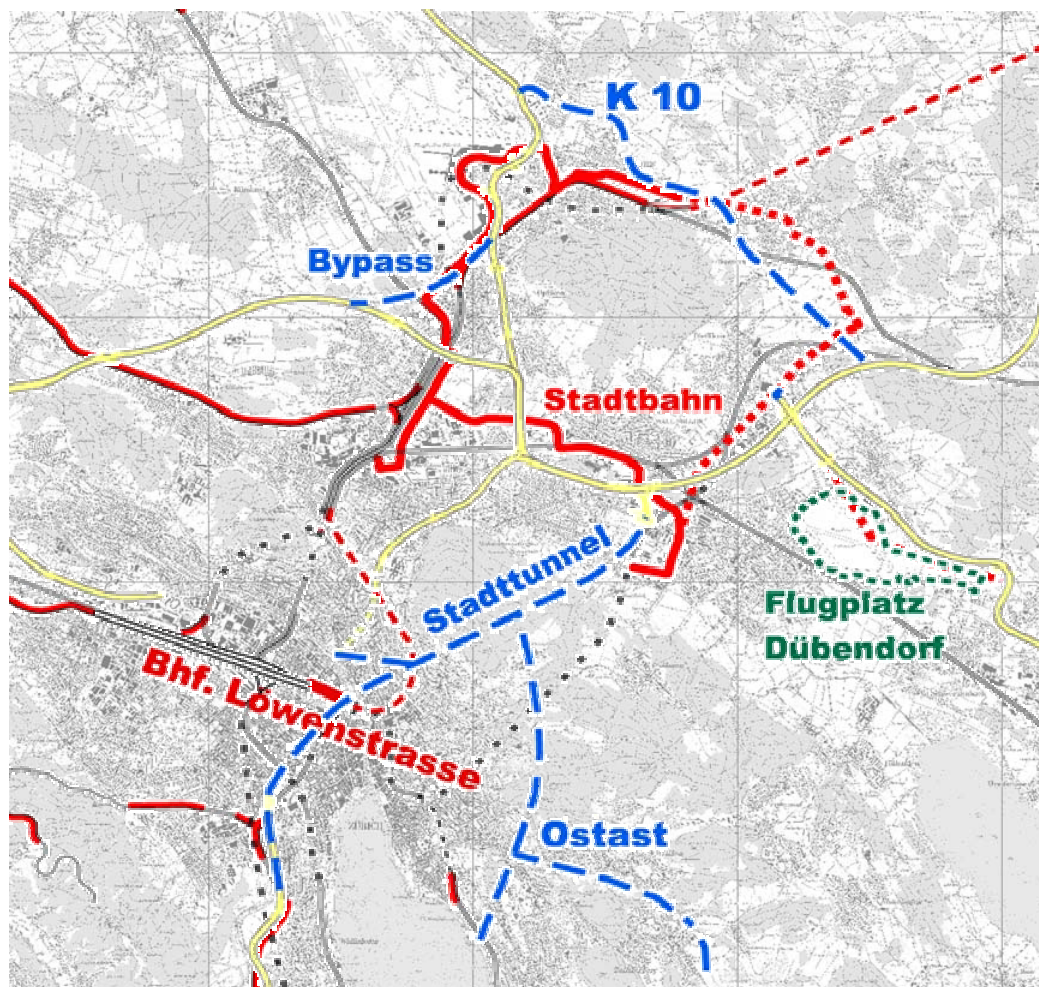 K 10
Bypass
Stadtbahn
Stadttunnel
Flugplatz
Dübendorf
Bhf. Löwenstrasse
Ostast